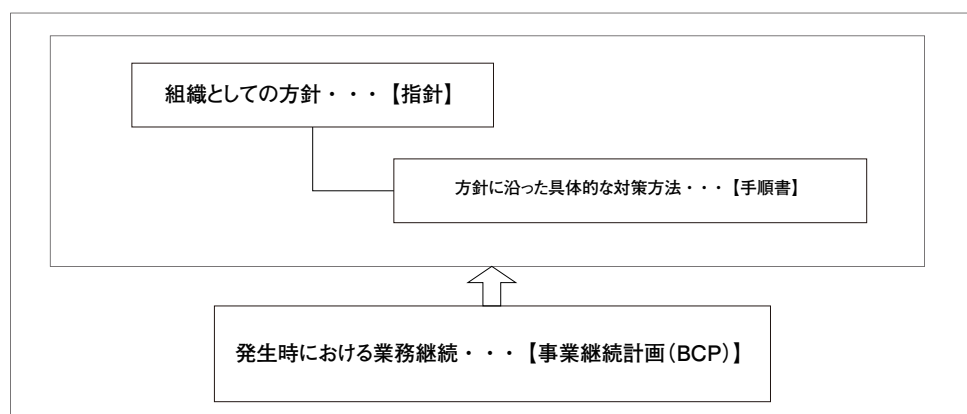 組織としての方針・・・【指針】
方針に沿った具体的な対策方法・・・【手順書】
発生時における業務継続・・・【事業継続計画（BCP）】